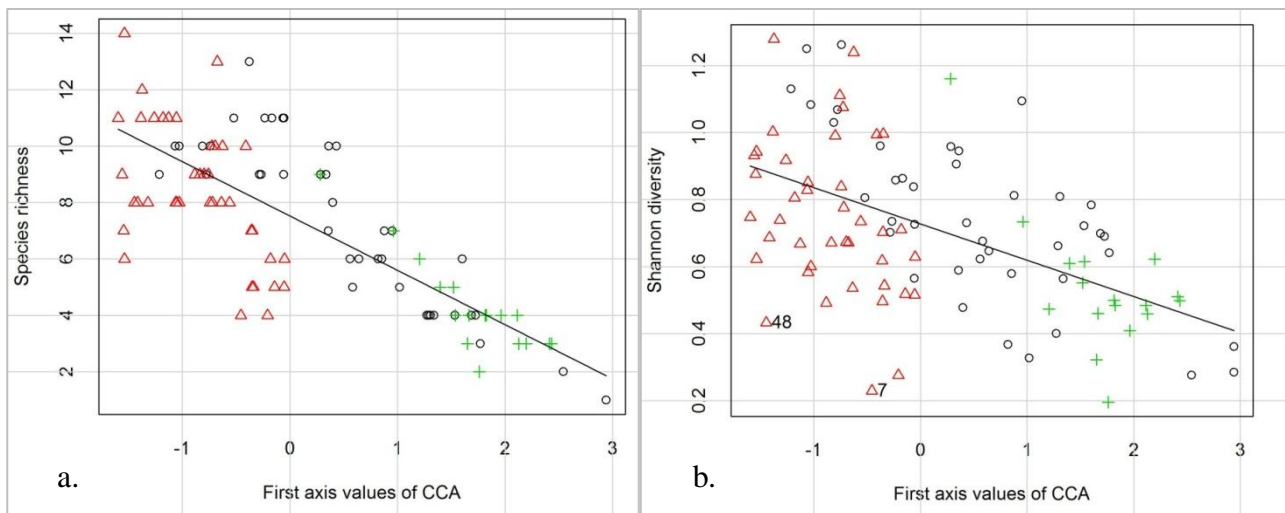 14
12
10
8
6
4
2
Species richness
-1 0 1 2 3
First axis values of CCA
a.
1.2
1.0
0.8
0.6
0.4
0.2
Shannon diversity
48
7
-1 0 1 2 3
First axis values of CCA
b.